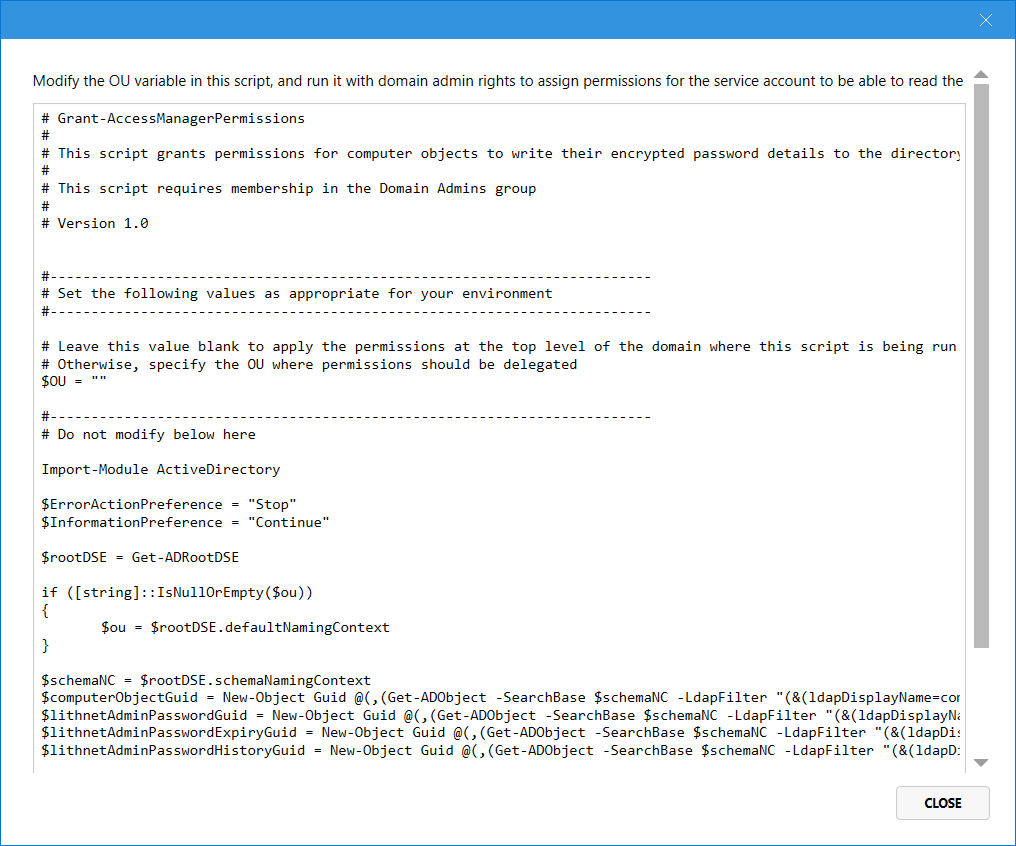 Modify the OU variable in this script, and run it with domain admin rights to assign permissions for the service account to be able to read the
# Grant-AccessManagerPermissions
#
# This script grants permissions for computer objects to write their encrypted password details to the directory
#
# This script requires membership in the Domain Admins group
#
# Version 1.0
#-------------------------------------------------------------------------
# Set the following values as appropriate for your environment
#-------------------------------------------------------------------------
# Leave this value blank to apply the permissions at the top level of the domain where this script is being run
# Otherwise, specify the OU where permissions should be delegated
$OU = ""
#-------------------------------------------------------------------------
# Do not modify below here
Import-Module ActiveDirectory
$ErrorActionPreference = "Stop"
$InformationPreference = "Continue"
$rootDSE = Get-ADRootDSE
if ([string]::IsNullOrEmpty($ou))
{
$ou = $rootDSE.defaultNamingContext
}
$schemaNC = $rootDSE.schemaNamingContext
$computerObjectGuid = New-Object Guid @(,(Get-ADObject -SearchBase $schemaNC -LdapFilter "(&(ldapDisplayName=com
$lithnetAdminPasswordGuid = New-Object Guid @(,(Get-ADObject -SearchBase $schemaNC -LdapFilter "(&(ldapDisplayNa
$lithnetAdminPasswordExpiryGuid = New-Object Guid @(,(Get-ADObject -SearchBase $schemaNC -LdapFilter "(&(ldapDis
$lithnetAdminPasswordHistoryGuid = New-Object Guid @(,(Get-ADObject -SearchBase $schemaNC -LdapFilter "(&(ldapD
CLOSE